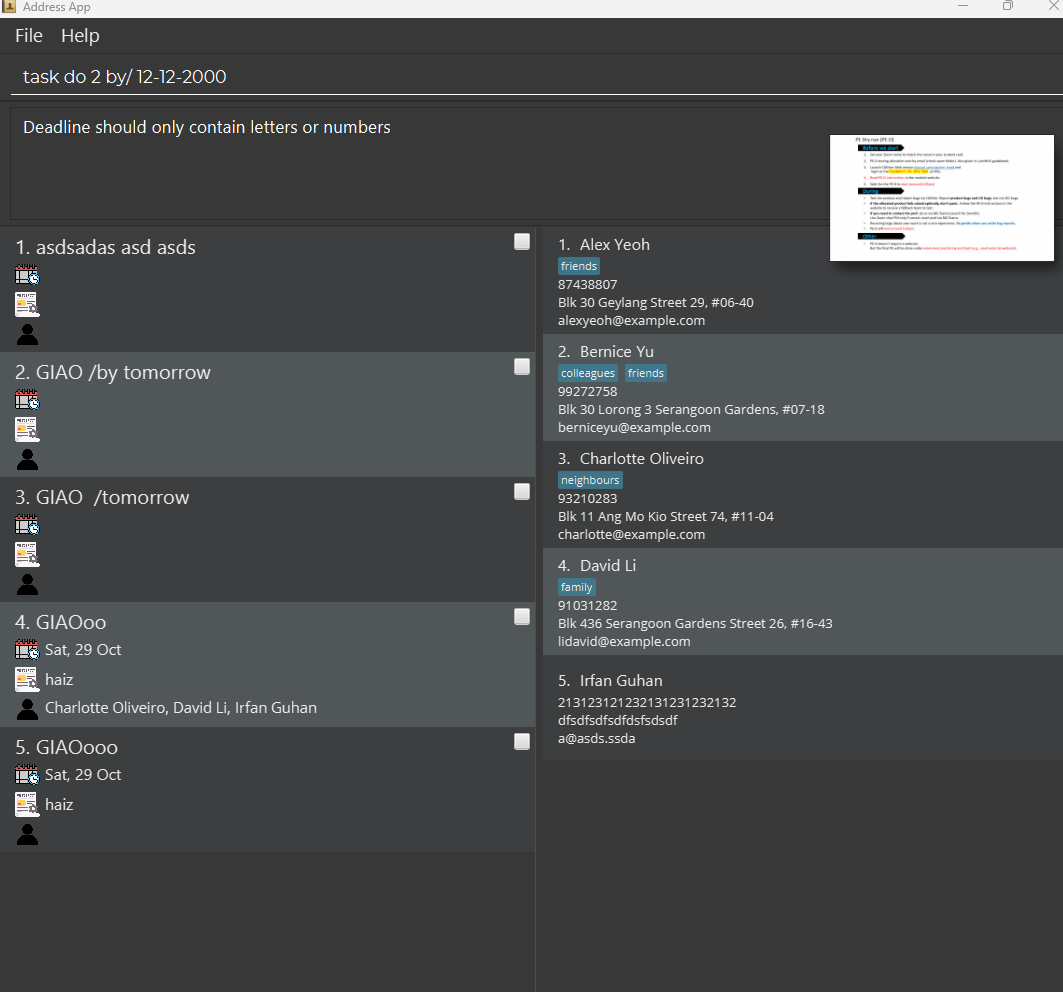 Address App
File Help
task do 2 by/ 12-12-2000
Deadline should only contain letters or numbers
Before we start
During
Other
1. asdsadas asd asds
2. GIAO /by tomorrow
3. GIAO  /tomorrow
4. GIAOoo
Sat, 29 Oct
haiz
Charlotte Oliveiro, David Li, Irfan Guhan
5. GIAOooo
Sat, 29 Oct
haiz
1. Alex Yeoh
friends
87438807
Blk 30 Geylang Street 29, #06-40
alexyeoh@example.com
2. Bernice Yu
colleagues friends
99272758
Blk 30 Lorong 3 Serangoon Gardens, #07-18
berniceyu@example.com
3. Charlotte Oliveiro
neighbours
93210283
Blk 11 Ang Mo Kio Street 74, #11-04
charlotte@example.com
4. David Li
family
91031282
Blk 436 Serangoon Gardens Street 26, #16-43
lidavid@example.com
5. Irfan Guhan
213123121232131231232132
dfsdfsdfsdfdsfsdsdf
a@asds.ssda